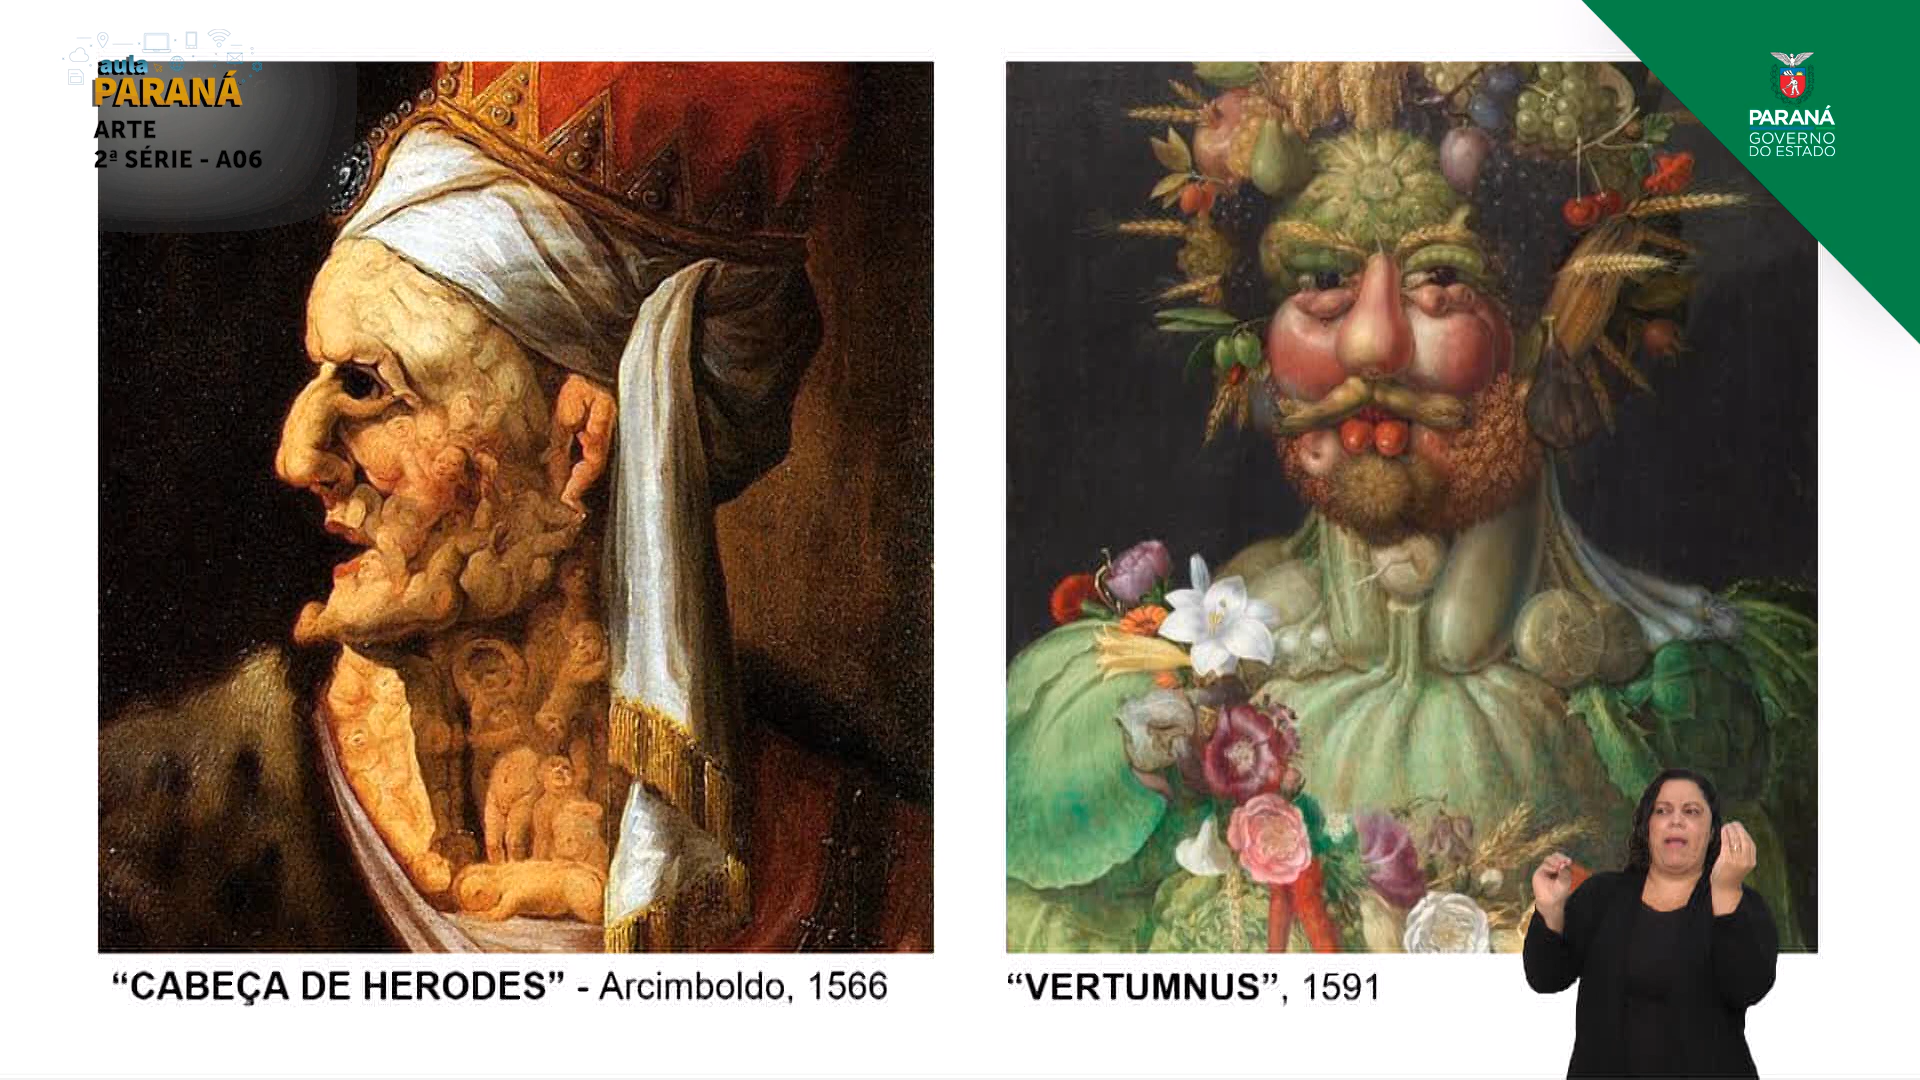 aula
PARANÁ
ARTE
2ª SÉRIE - A06
PARANÁ
GOVERNO
DO ESTADO
“CABEÇA DE HERODES” - Arcimboldo, 1566
“VERTUMNUS”, 1591